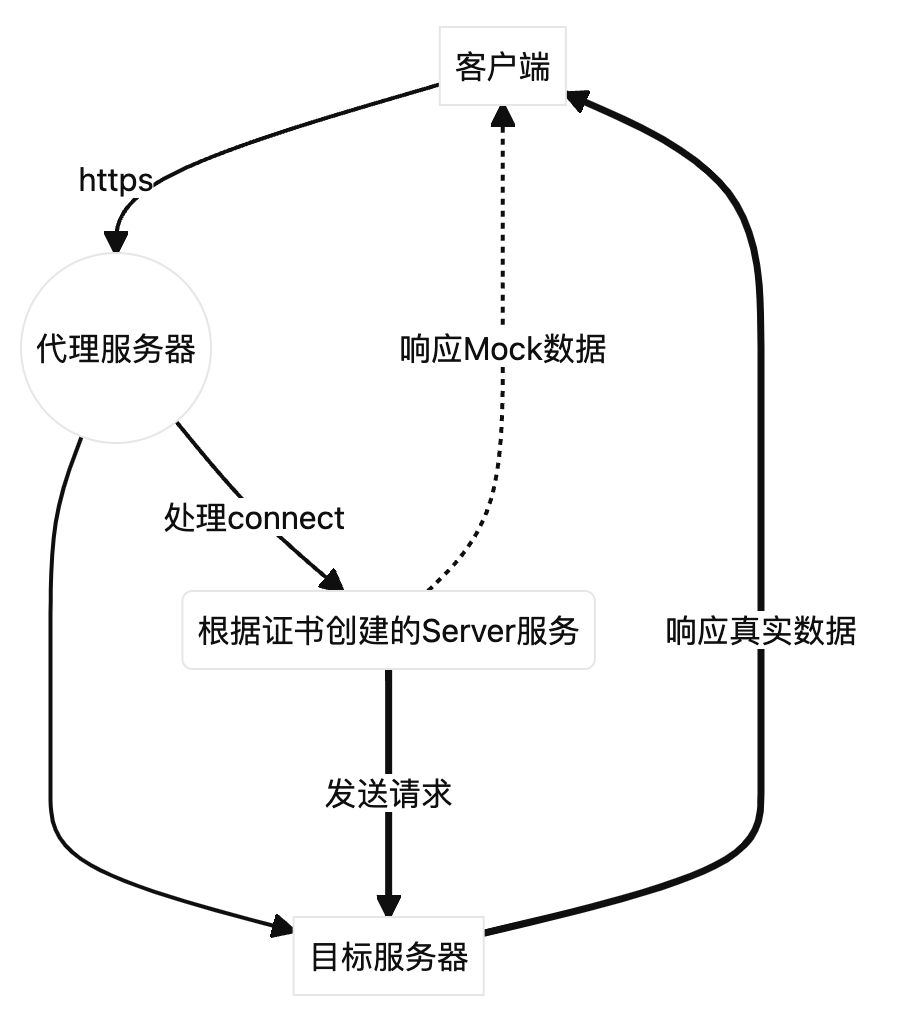 客户端
https
代理服务器
响应Mock数据
处理connect
根据证书创建的Server服务
响应真实数据
发送请求
目标服务器